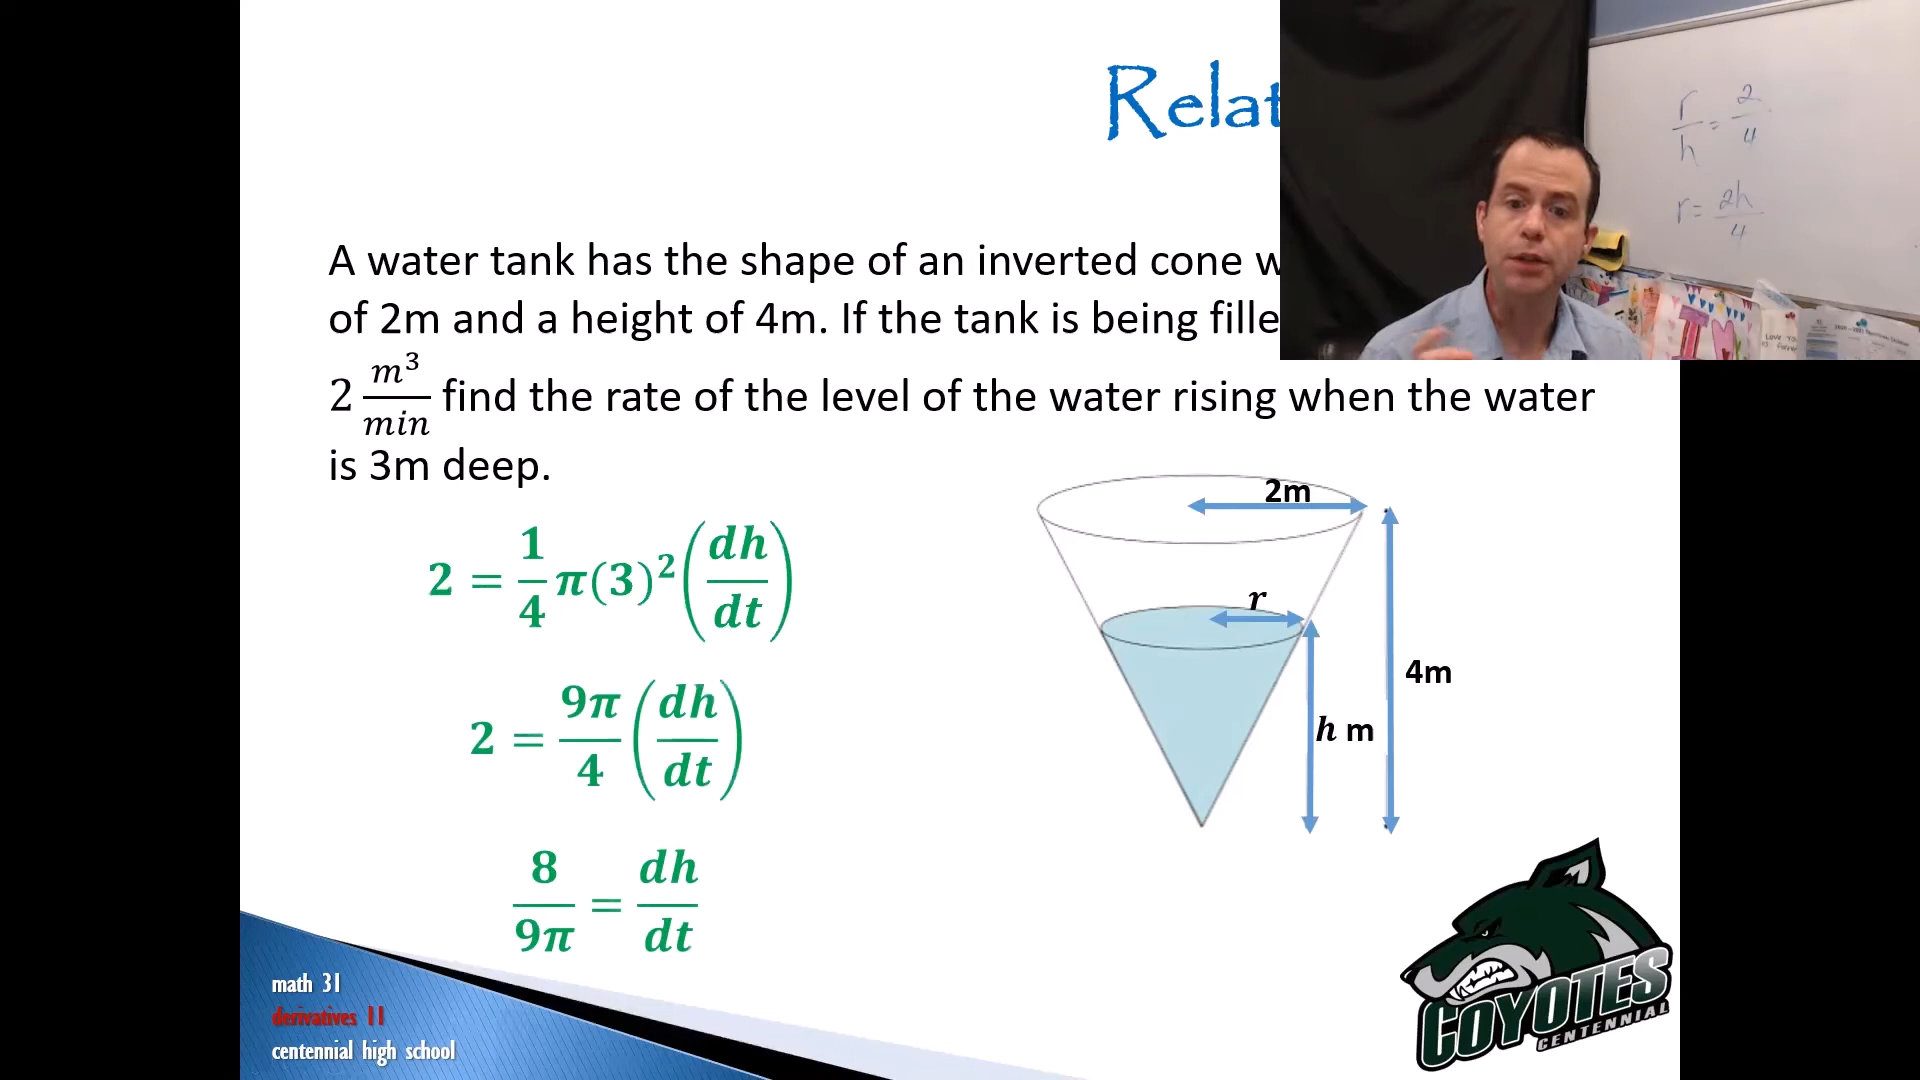 Relat
A water tank has the shape of an inverted cone w
of 2m and a height of 4m. If the tank is being fille
2 m³/min find the rate of the level of the water rising when the water
is 3m deep.
2 = 1/4 π(3)² (dh/dt)
2 = 9π/4 (dh/dt)
8/9π = dh/dt
2m
r
4m
h m
r/h = 2/4
r = 2h/4
math 31
derivatives 11
centennial high school
COYOTES
CENTENNIAL